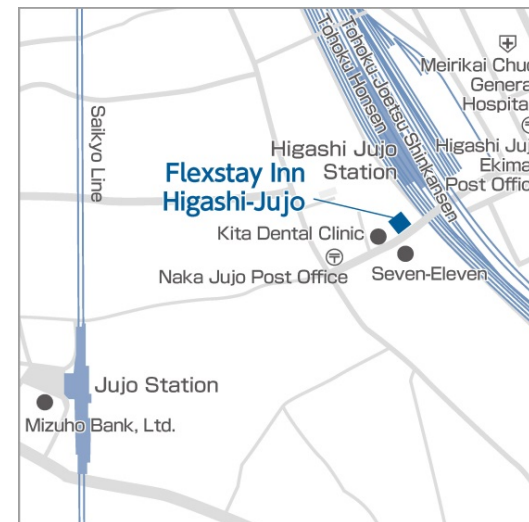 Tohoku-Joetsu-Shinkansen
Tohoku Honsen
Meirikai Chuo
General
Hospital
Saikyo Line
Higashi Jujo
Station
Higashi Juj
Ekima
Post Offic
Flexstay Inn
Higashi-Jujo
Kita Dental Clinic
Naka Jujo Post Office
Seven-Eleven
Jujo Station
Mizuho Bank, Ltd.